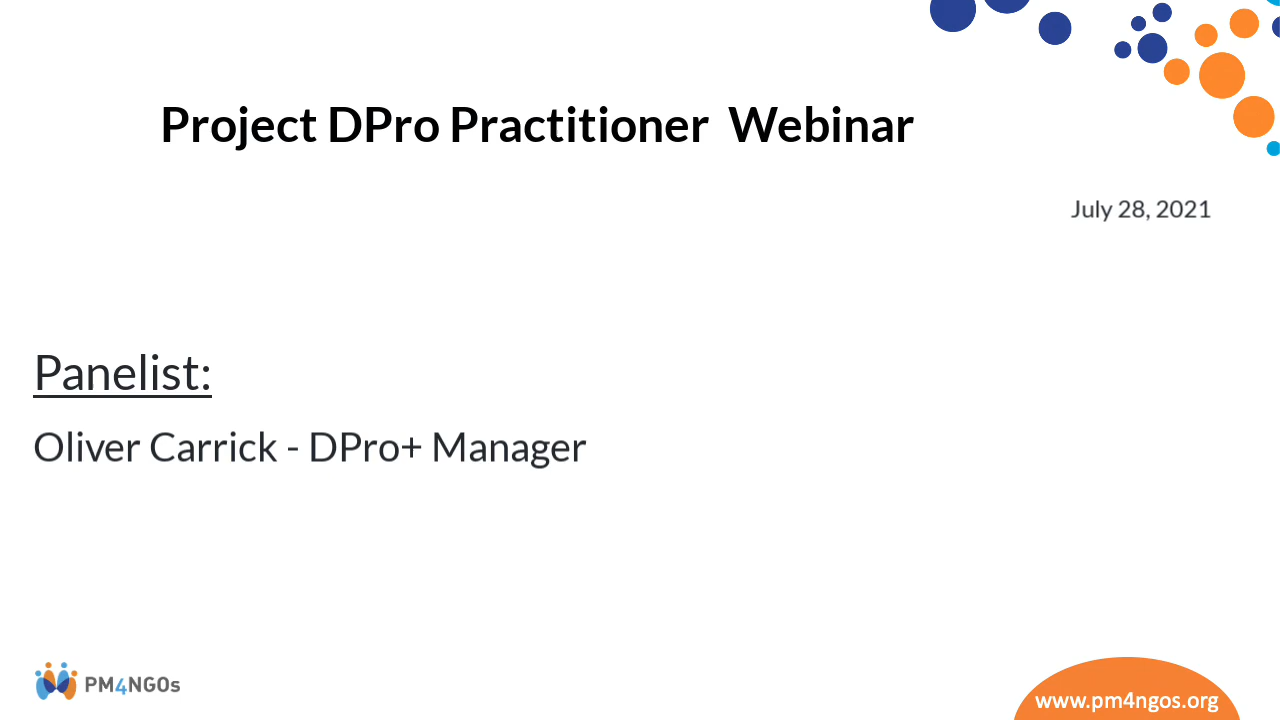 Project DPro Practitioner  Webinar
July 28, 2021
Panelist:
Oliver Carrick - DPro+ Manager
PM4NGOs
www.pm4ngos.org